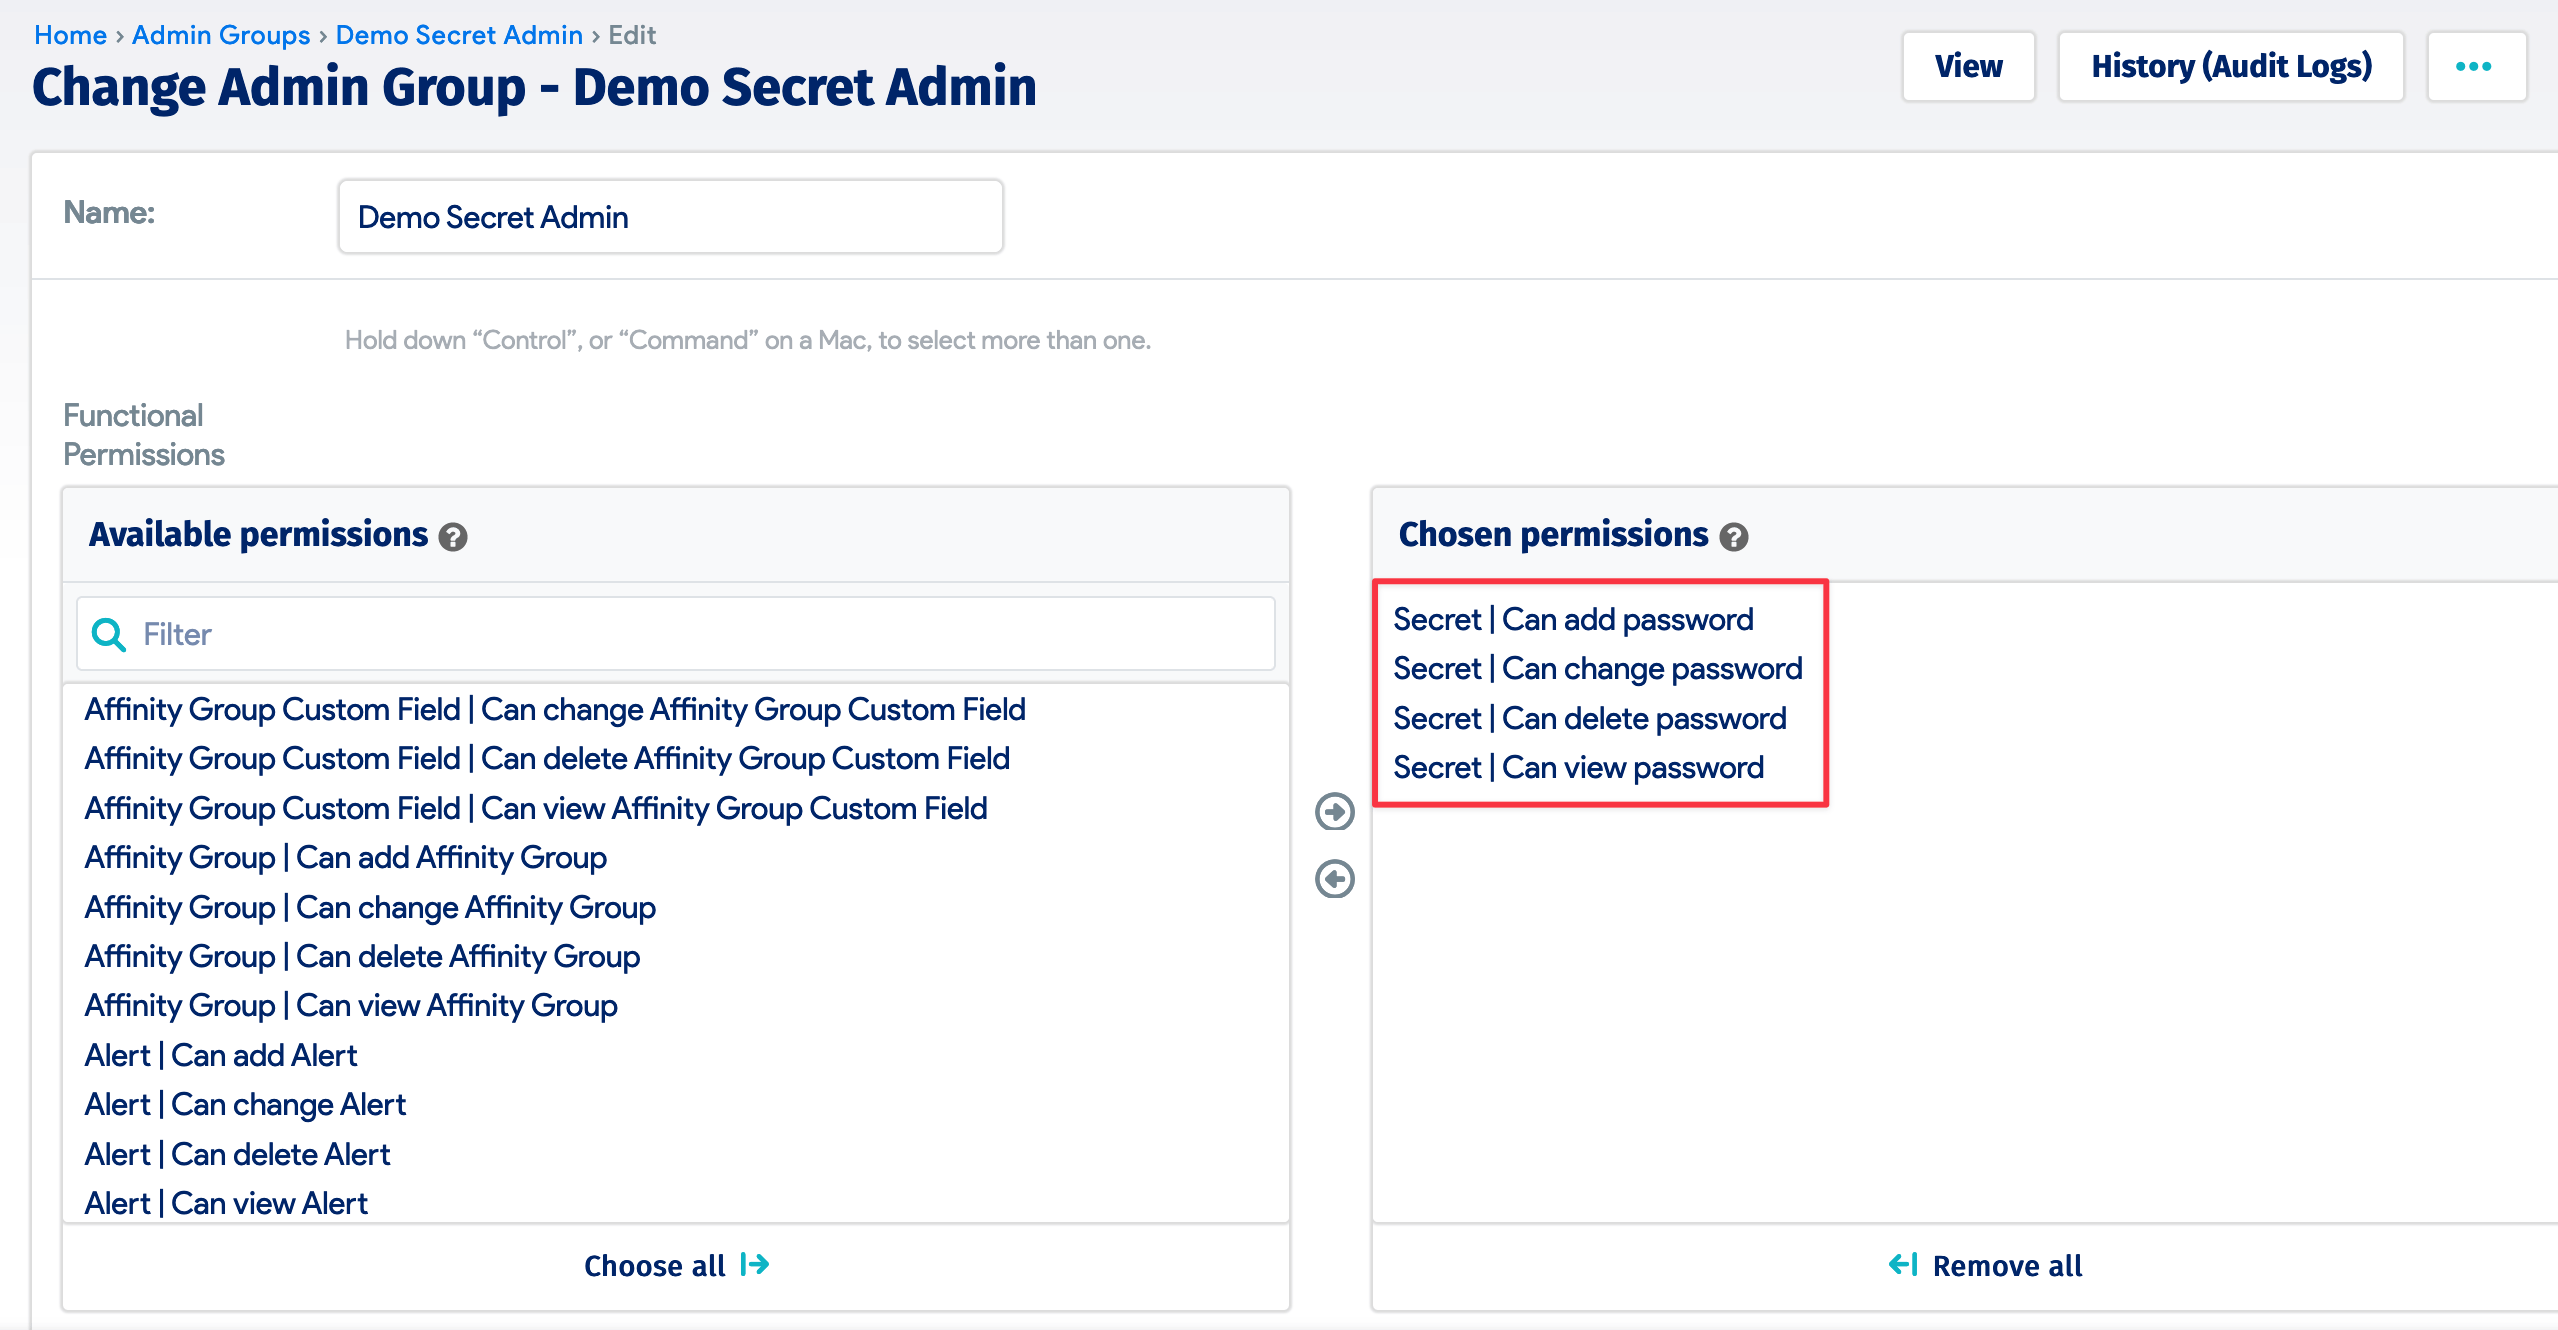 Home › Admin Groups › Demo Secret Admin › Edit
Change Admin Group - Demo Secret Admin
View
History (Audit Logs)
Name:
Demo Secret Admin
Hold down “Control”, or “Command” on a Mac, to select more than one.
Functional
Permissions
Available permissions ?
Filter
Affinity Group Custom Field | Can change Affinity Group Custom Field
Affinity Group Custom Field | Can delete Affinity Group Custom Field
Affinity Group Custom Field | Can view Affinity Group Custom Field
Affinity Group | Can add Affinity Group
Affinity Group | Can change Affinity Group
Affinity Group | Can delete Affinity Group
Affinity Group | Can view Affinity Group
Alert | Can add Alert
Alert | Can change Alert
Alert | Can delete Alert
Alert | Can view Alert
Choose all
Chosen permissions ?
Secret | Can add password
Secret | Can change password
Secret | Can delete password
Secret | Can view password
Remove all